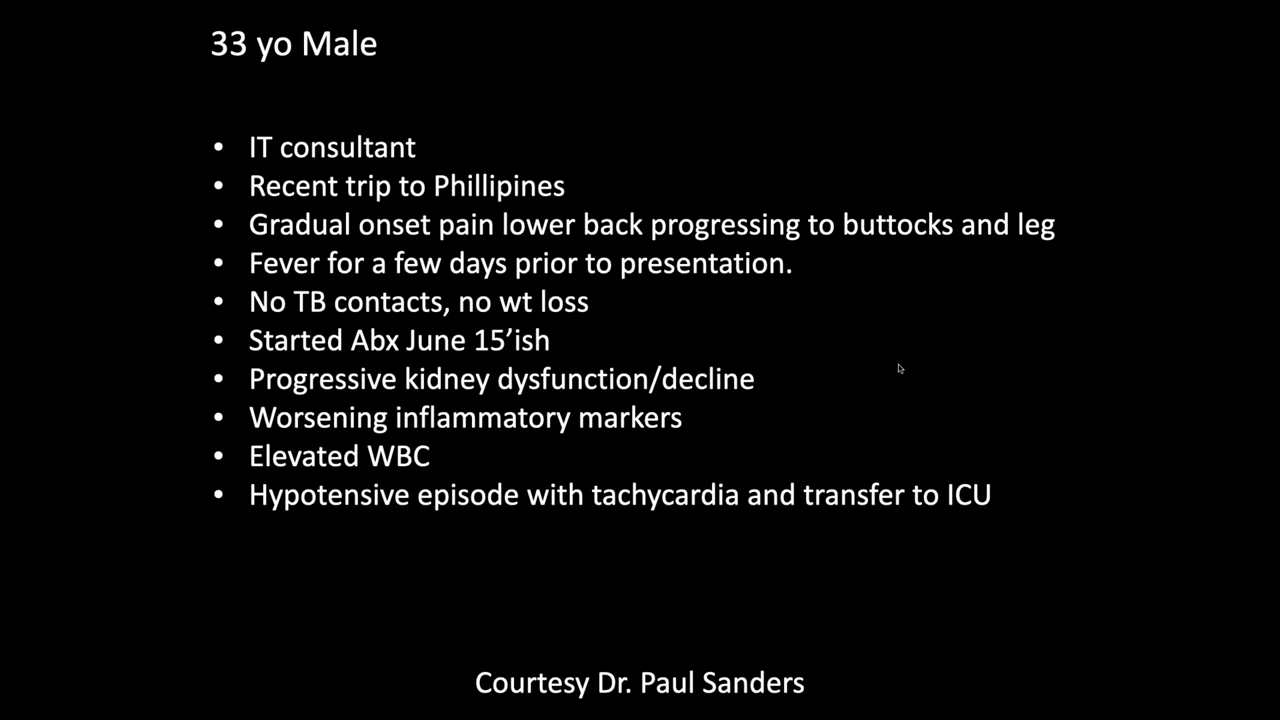 33 yo Male
• IT consultant
• Recent trip to Phillipines
• Gradual onset pain lower back progressing to buttocks and leg
• Fever for a few days prior to presentation.
• No TB contacts, no wt loss
• Started Abx June 15’ish
• Progressive kidney dysfunction/decline
• Worsening inflammatory markers
• Elevated WBC
• Hypotensive episode with tachycardia and transfer to ICU
Courtesy Dr. Paul Sanders